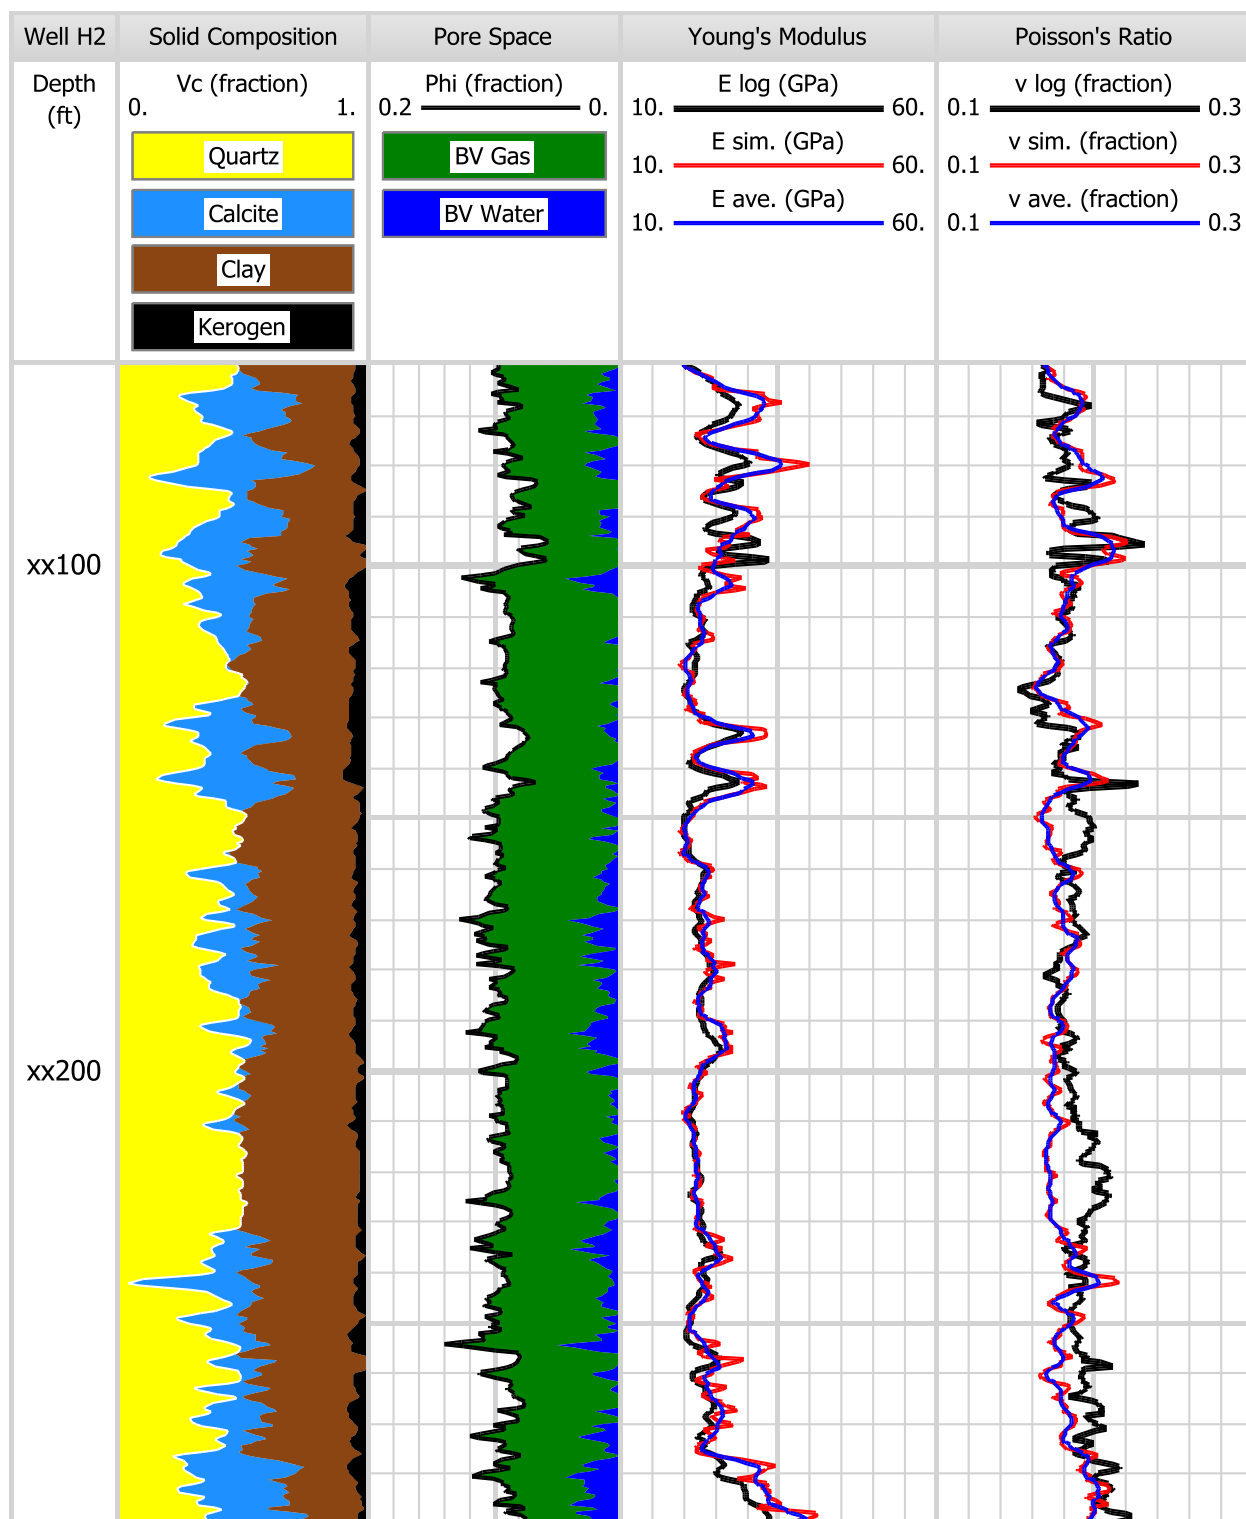 Well H2 Solid Composition Pore Space Young's Modulus Poisson's Ratio
Depth Vc (fraction) Phi (fraction) E log (GPa) v log (fraction)
(ft) 0. 1. 0.2 0. 10. 60. 0.1 0.3
Quartz BV Gas E sim. (GPa) v sim. (fraction)
10. 60. 0.1 0.3
Calcite BV Water E ave. (GPa) v ave. (fraction)
10. 60. 0.1 0.3
Clay
Kerogen
xx100
xx200